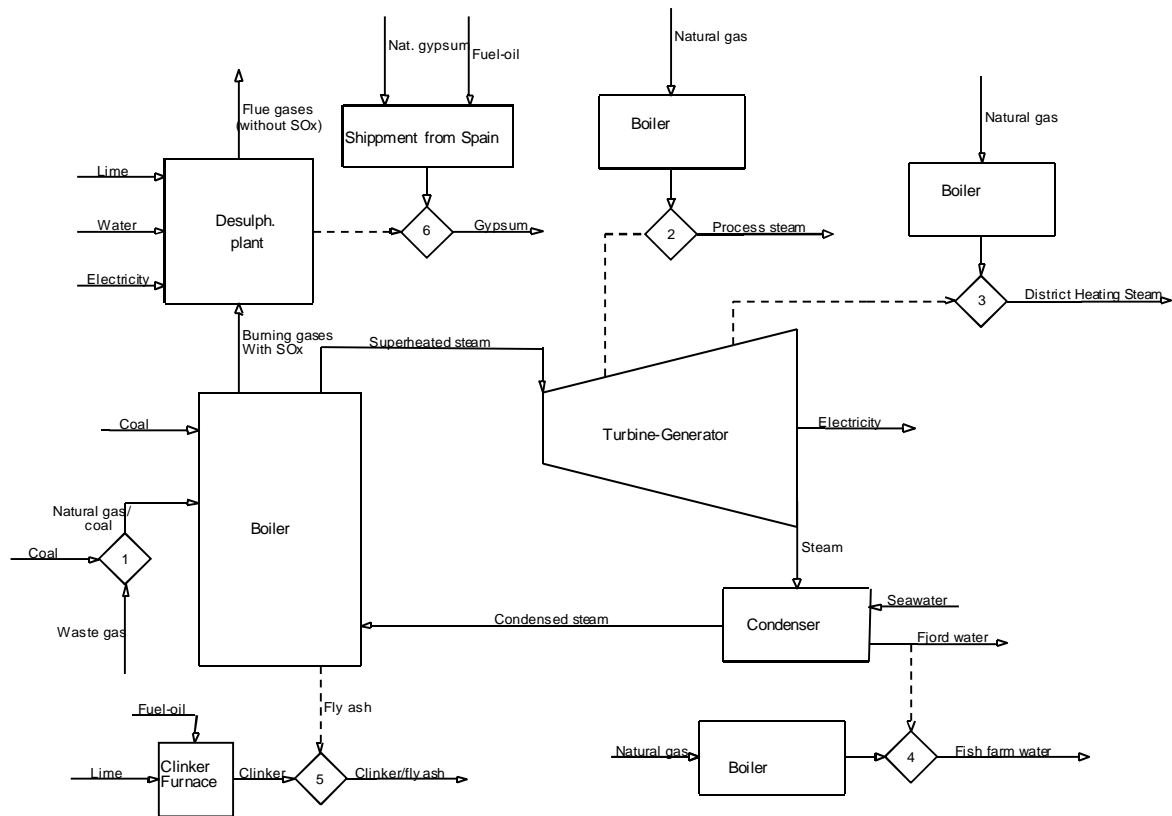 Nat. gypsum
Fuel-oil
Natural gas
Natural gas
Flue gases
(without SOx)
Shippment from Spain
Boiler
Boiler
Lime
Water
Electricity
Desulph.
plant
6
Gypsum
2
Process steam
3
District Heating Steam
Burning gases
With SOx
Superheated steam
Coal
Turbine-Generator
Electricity
Natural gas/
coal
Boiler
Coal
1
Steam
Waste gas
Condensed steam
Condenser
Seawater
Fjord water
Fuel-oil
Fly ash
Lime
Clinker
Furnace
Clinker
5
Clinker/fly ash
Natural gas
Boiler
4
Fish farm water